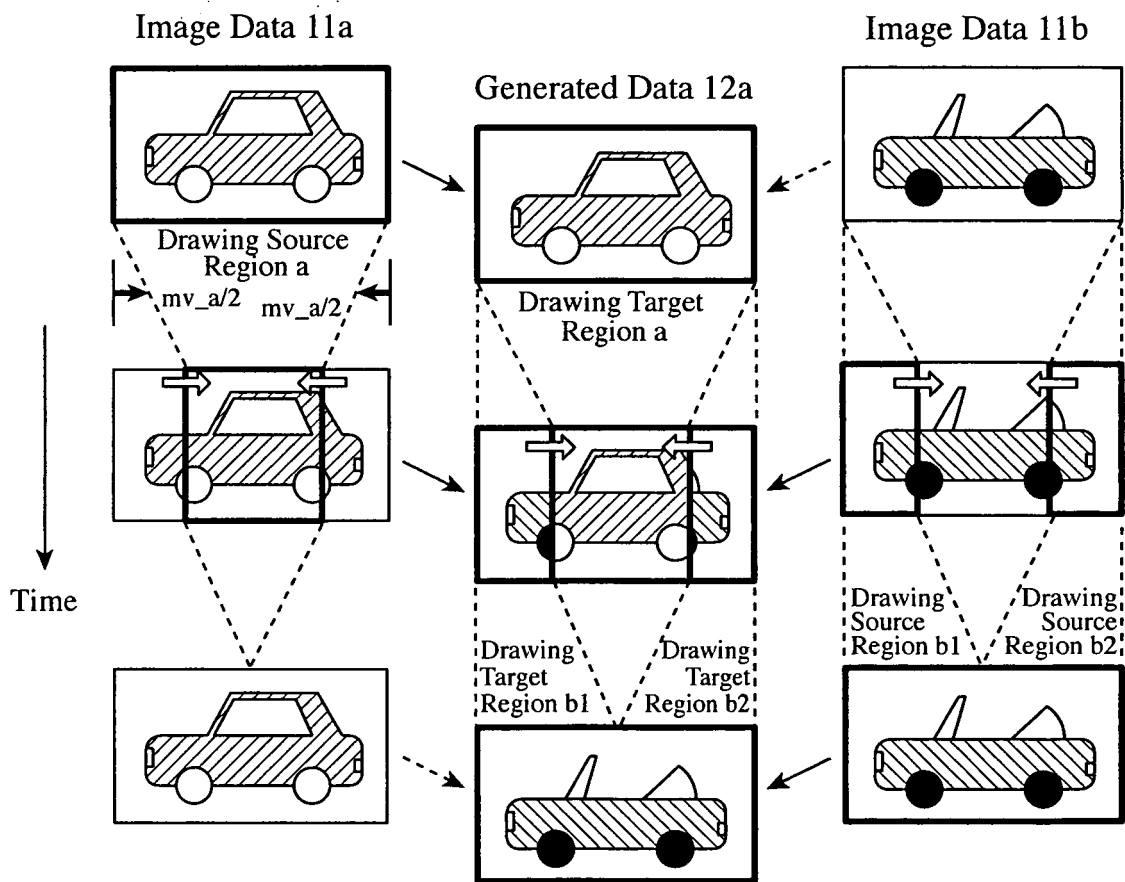 Image Data 11a
Image Data 11b
Generated Data 12a
Drawing Source
Region a
mv_a/2
mv_a/2
Drawing Target
Region a
Time
Drawing
Target
Region b1
Drawing
Target
Region b2
Drawing
Source
Region b1
Drawing
Source
Region b2